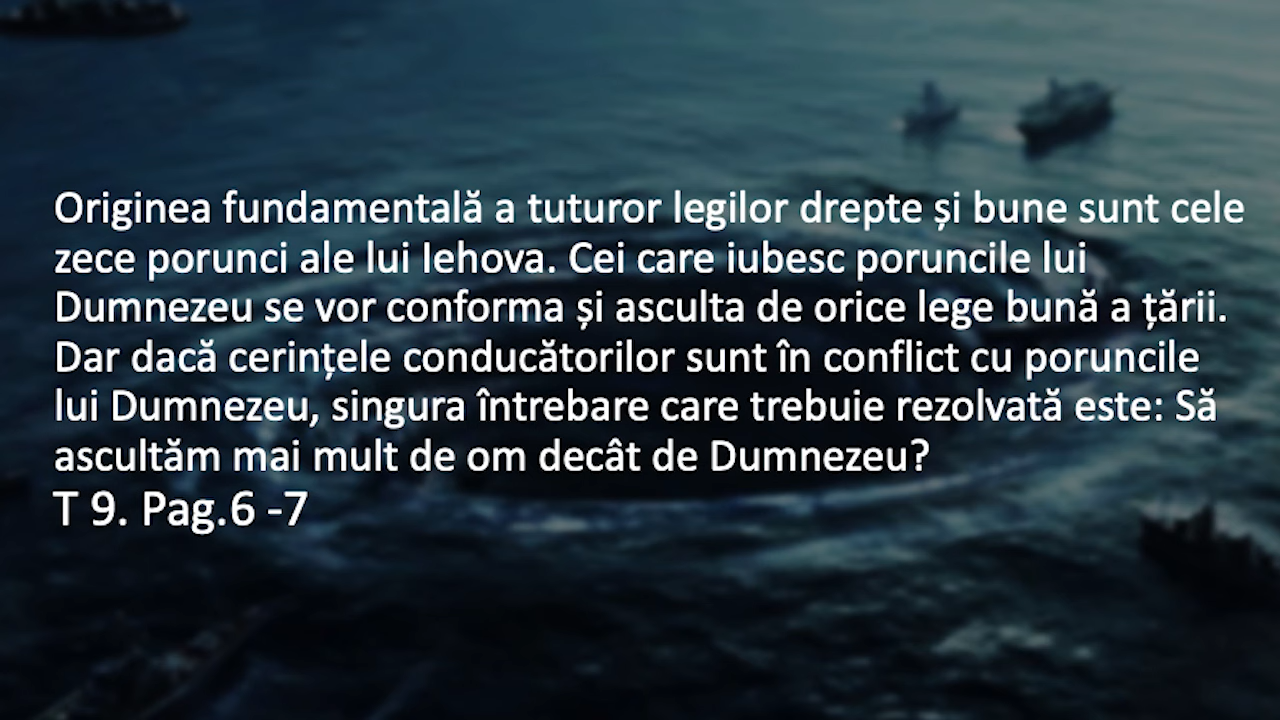 Originea fundamentală a tuturor legilor drepte și bune sunt cele
zece porunci ale lui Iehova. Cei care iubesc poruncile lui
Dumnezeu se vor conforma și asculta de orice lege bună a țării.
Dar dacă cerințele conducătorilor sunt în conflict cu poruncile
lui Dumnezeu, singura întrebare care trebuie rezolvată este: Să
ascultăm mai mult de om decât de Dumnezeu?
T 9. Pag.6 -7